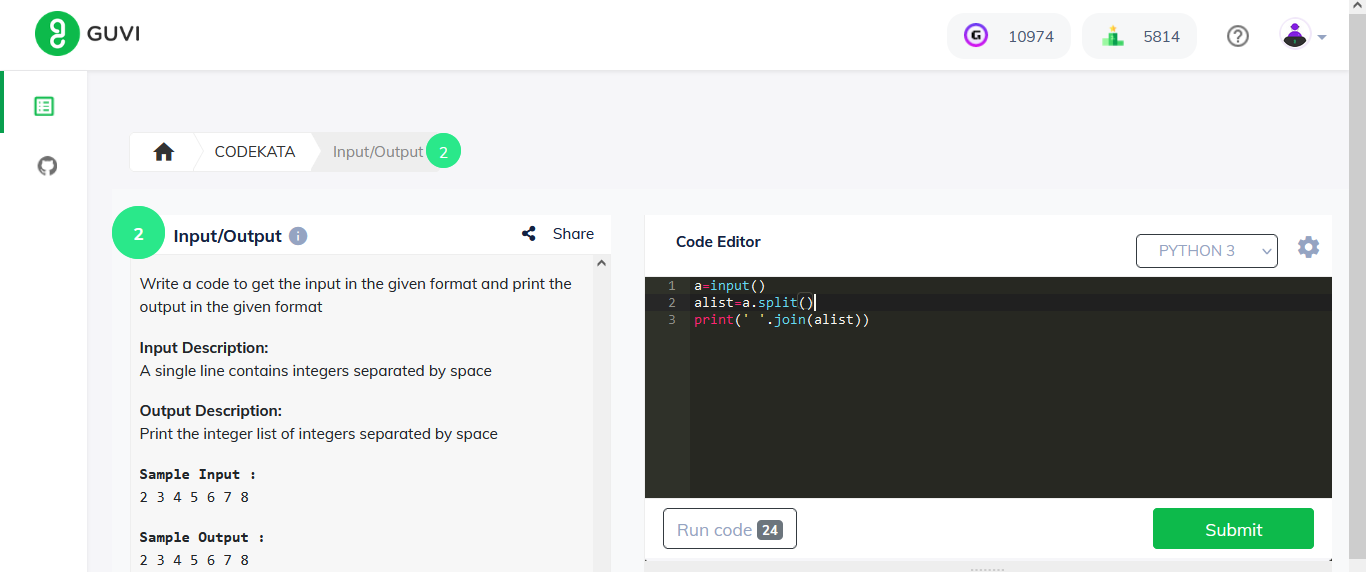 GUVI
10974
5814
CODEKATA
Input/Output
2
2
Input/Output
Share
Write a code to get the input in the given format and print the
output in the given format
Input Description:
A single line contains integers separated by space
Output Description:
Print the integer list of integers separated by space
Sample Input :
2 3 4 5 6 7 8
Sample Output :
2 3 4 5 6 7 8
Code Editor
PYTHON 3
1 a=input()
2 alist=a.split()
3 print(' '.join(alist))
Run code 24
Submit